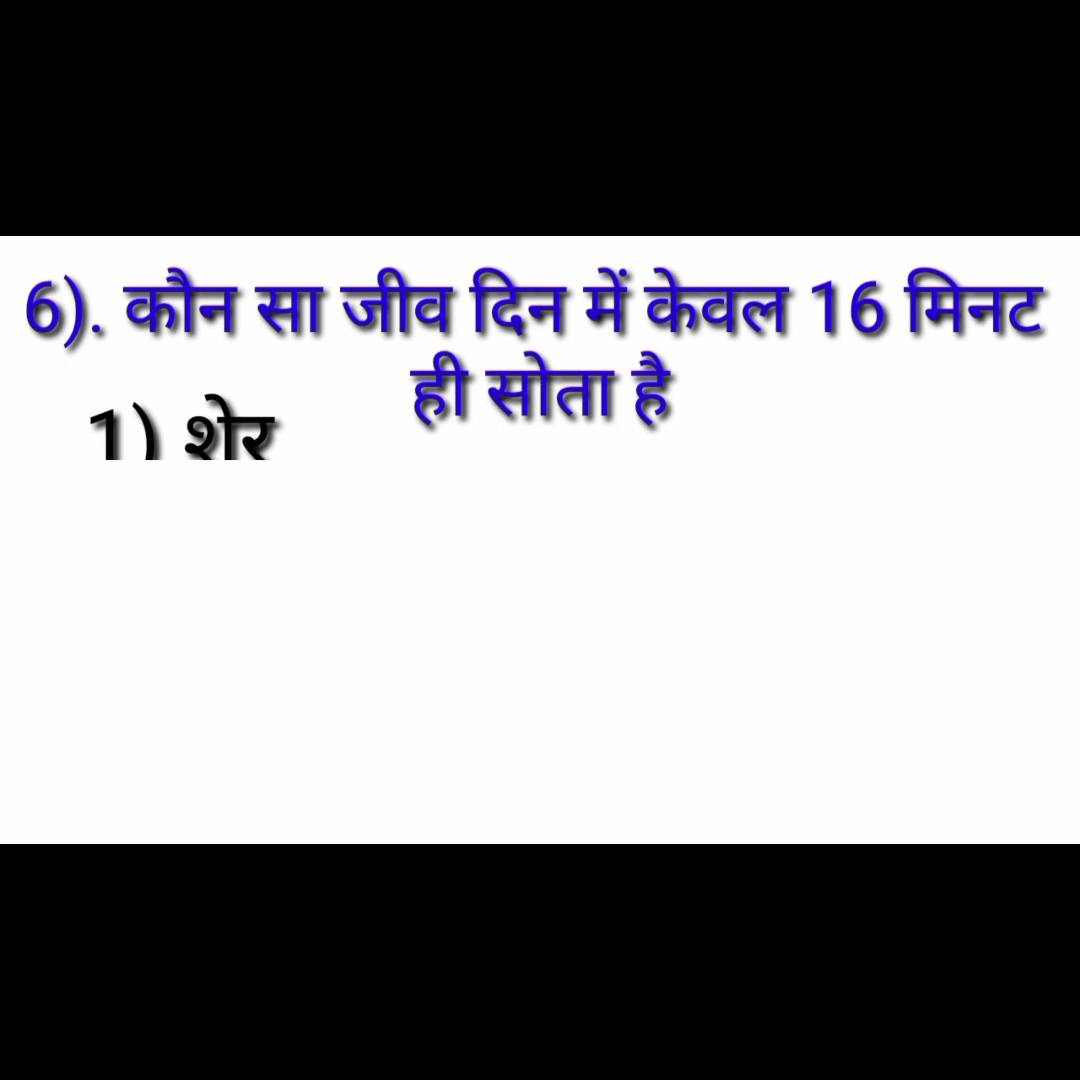 6). कौन सा जीव दिन में केवल 16 मिनट
ही सोता है
1) शेर